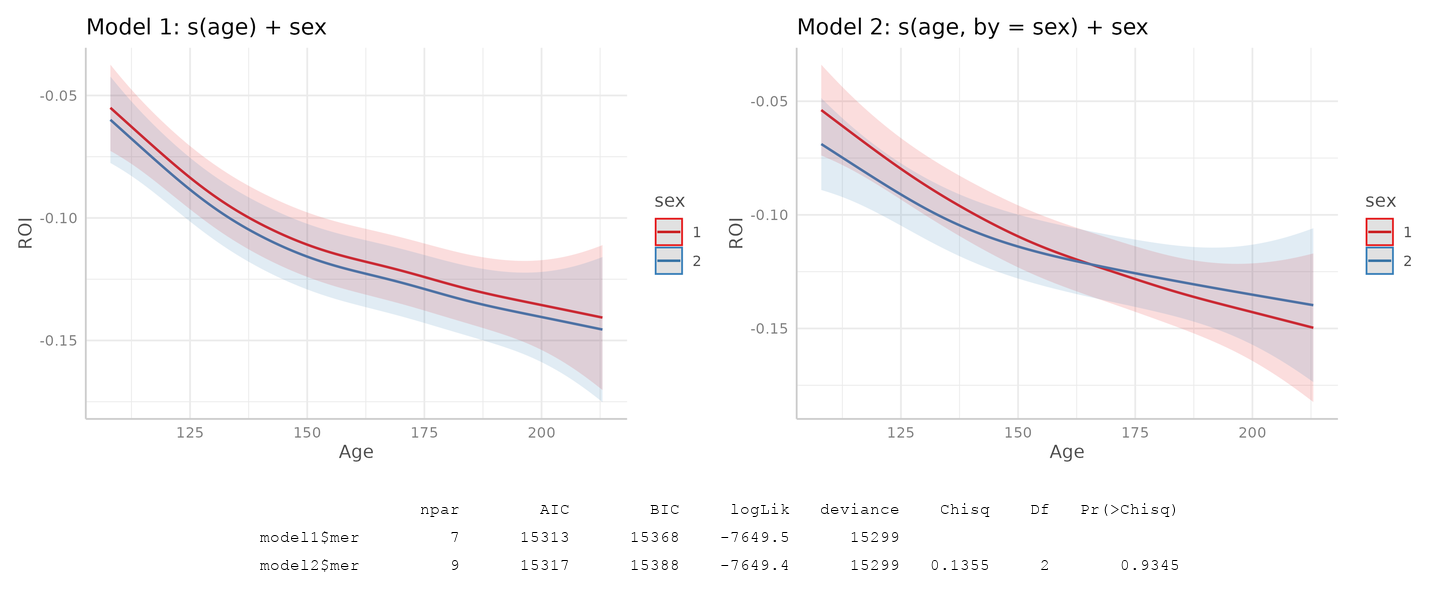 Model 1: s(age) + sex
-0.05
-0.10
-0.15
ROI
125 150 175 200
Age
sex
1
2
Model 2: s(age, by = sex) + sex
-0.05
-0.10
-0.15
ROI
125 150 175 200
Age
sex
1
2
npar AIC BIC logLik deviance Chisq Df Pr(>Chisq)
model1$mer 7 15313 15368 -7649.5 15299
model2$mer 9 15317 15388 -7649.4 15299 0.1355 2 0.9345